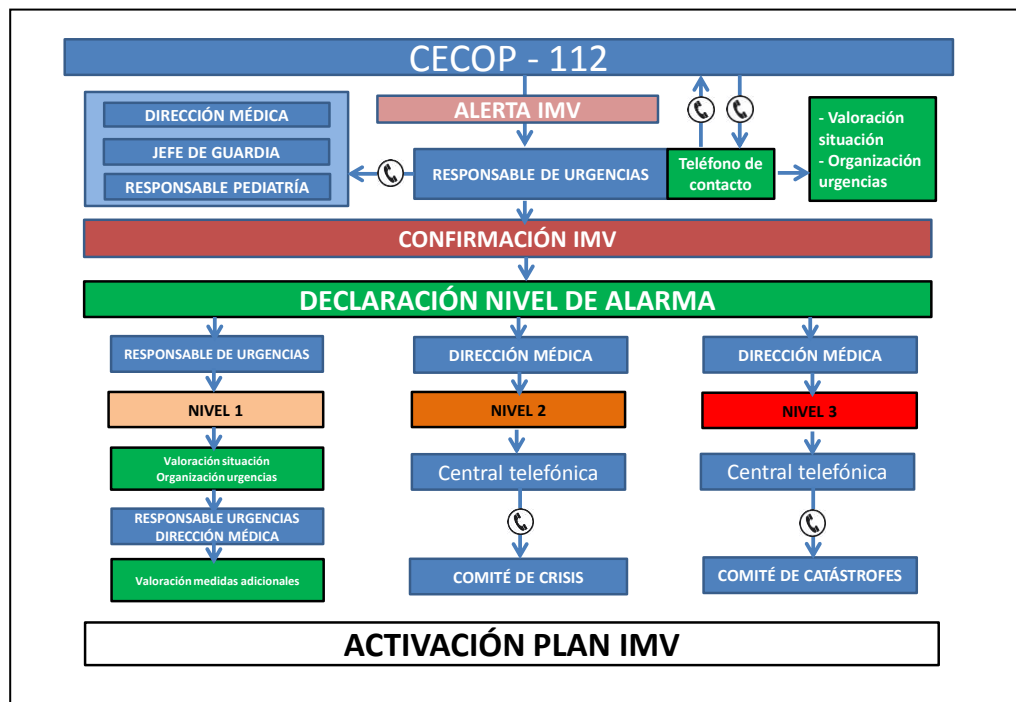 CECOP - 112
ALERTA IMV
DIRECCIÓN MÉDICA
JEFE DE GUARDIA
RESPONSABLE PEDIATRÍA
RESPONSABLE DE URGENCIAS
Teléfono de
contacto
- Valoración
situación
- Organización
urgencias
CONFIRMACIÓN IMV
DECLARACIÓN NIVEL DE ALARMA
RESPONSABLE DE URGENCIAS
NIVEL 1
Valoración situación
Organización urgencias
RESPONSABLE URGENCIAS
DIRECCIÓN MÉDICA
Valoración medidas adicionales
DIRECCIÓN MÉDICA
NIVEL 2
Central telefónica
COMITÉ DE CRISIS
DIRECCIÓN MÉDICA
NIVEL 3
Central telefónica
COMITÉ DE CATÁSTROFES
ACTIVACIÓN PLAN IMV